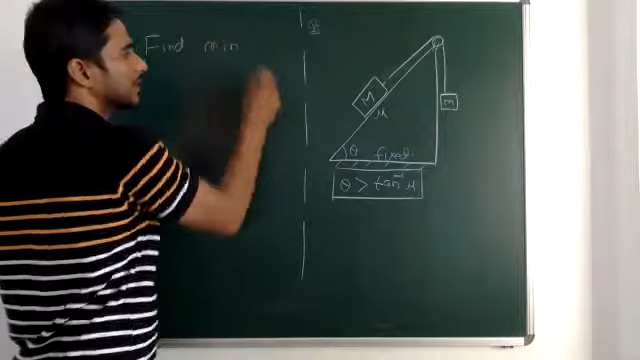 Find min
Q
M
m
μ
θ fixed
θ > tan⁻¹ μ